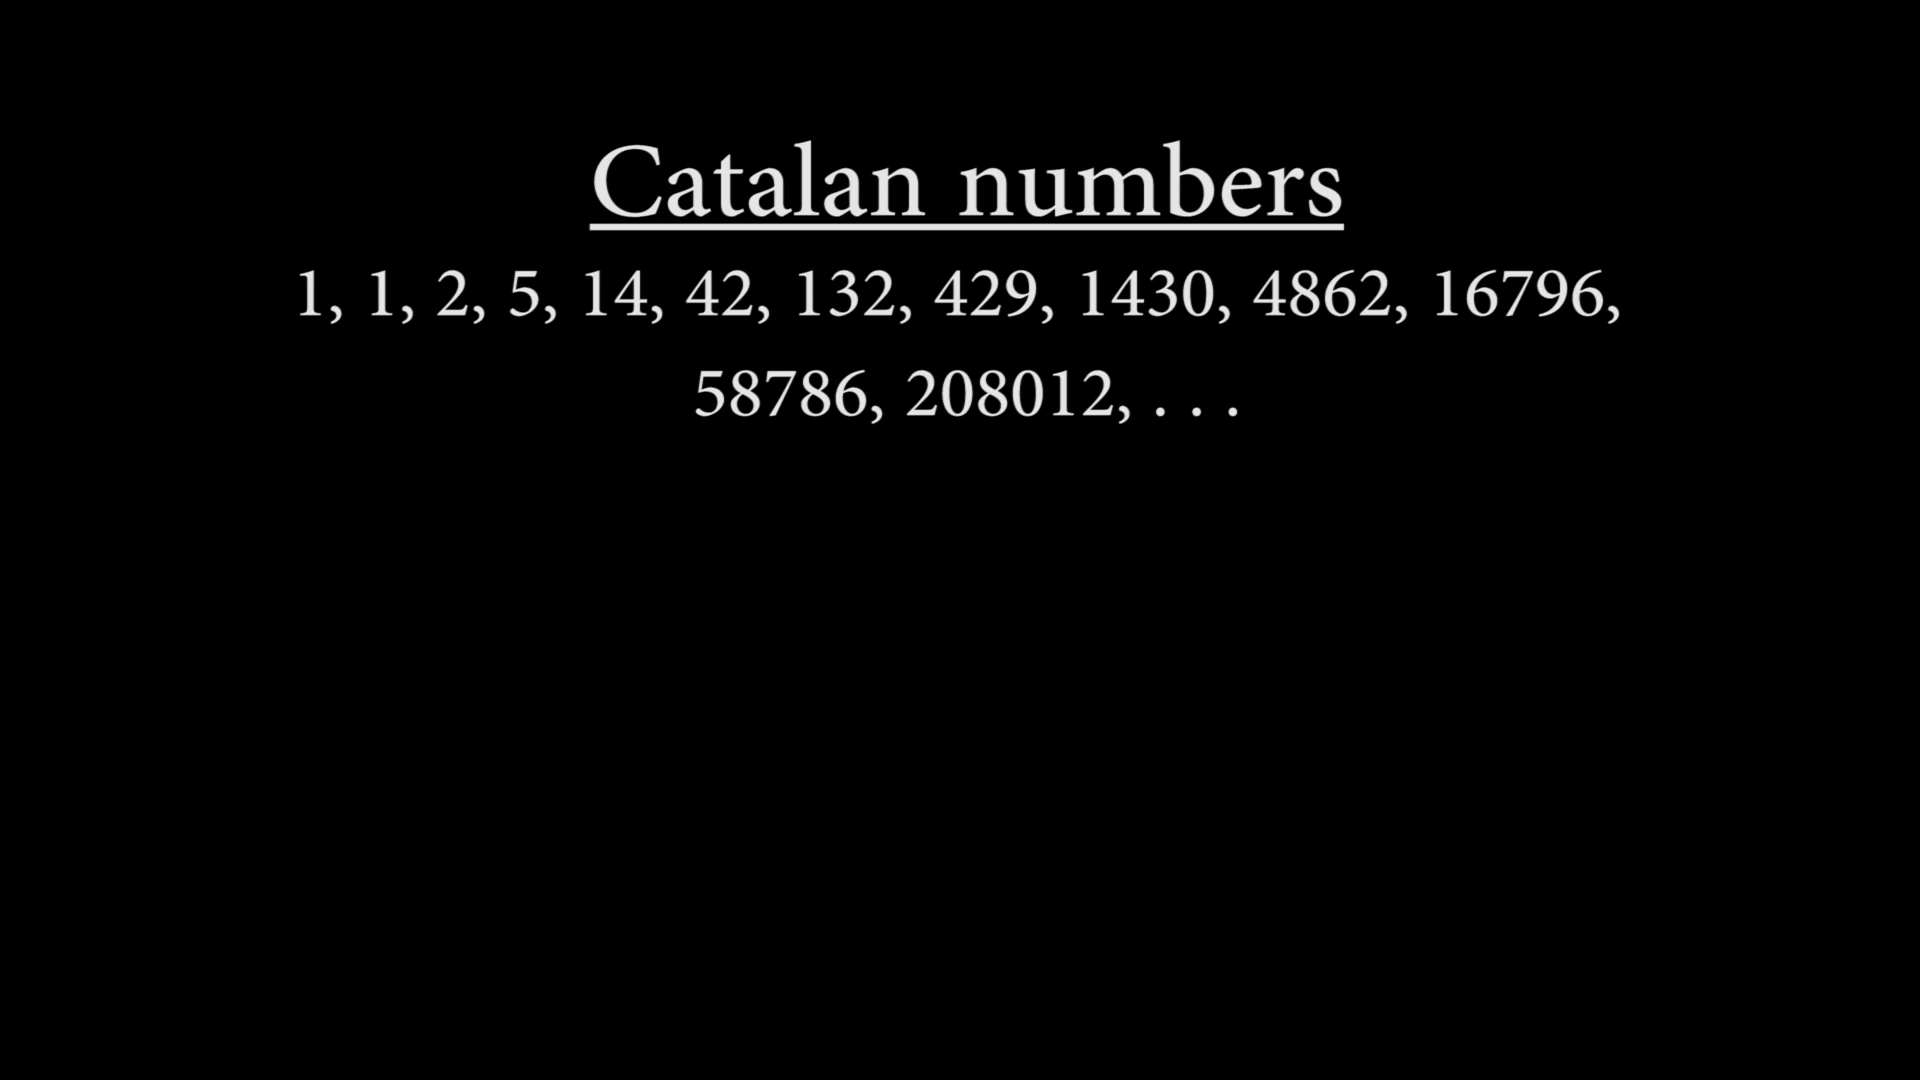 Catalan numbers
1, 1, 2, 5, 14, 42, 132, 429, 1430, 4862, 16796,
58786, 208012, . . .